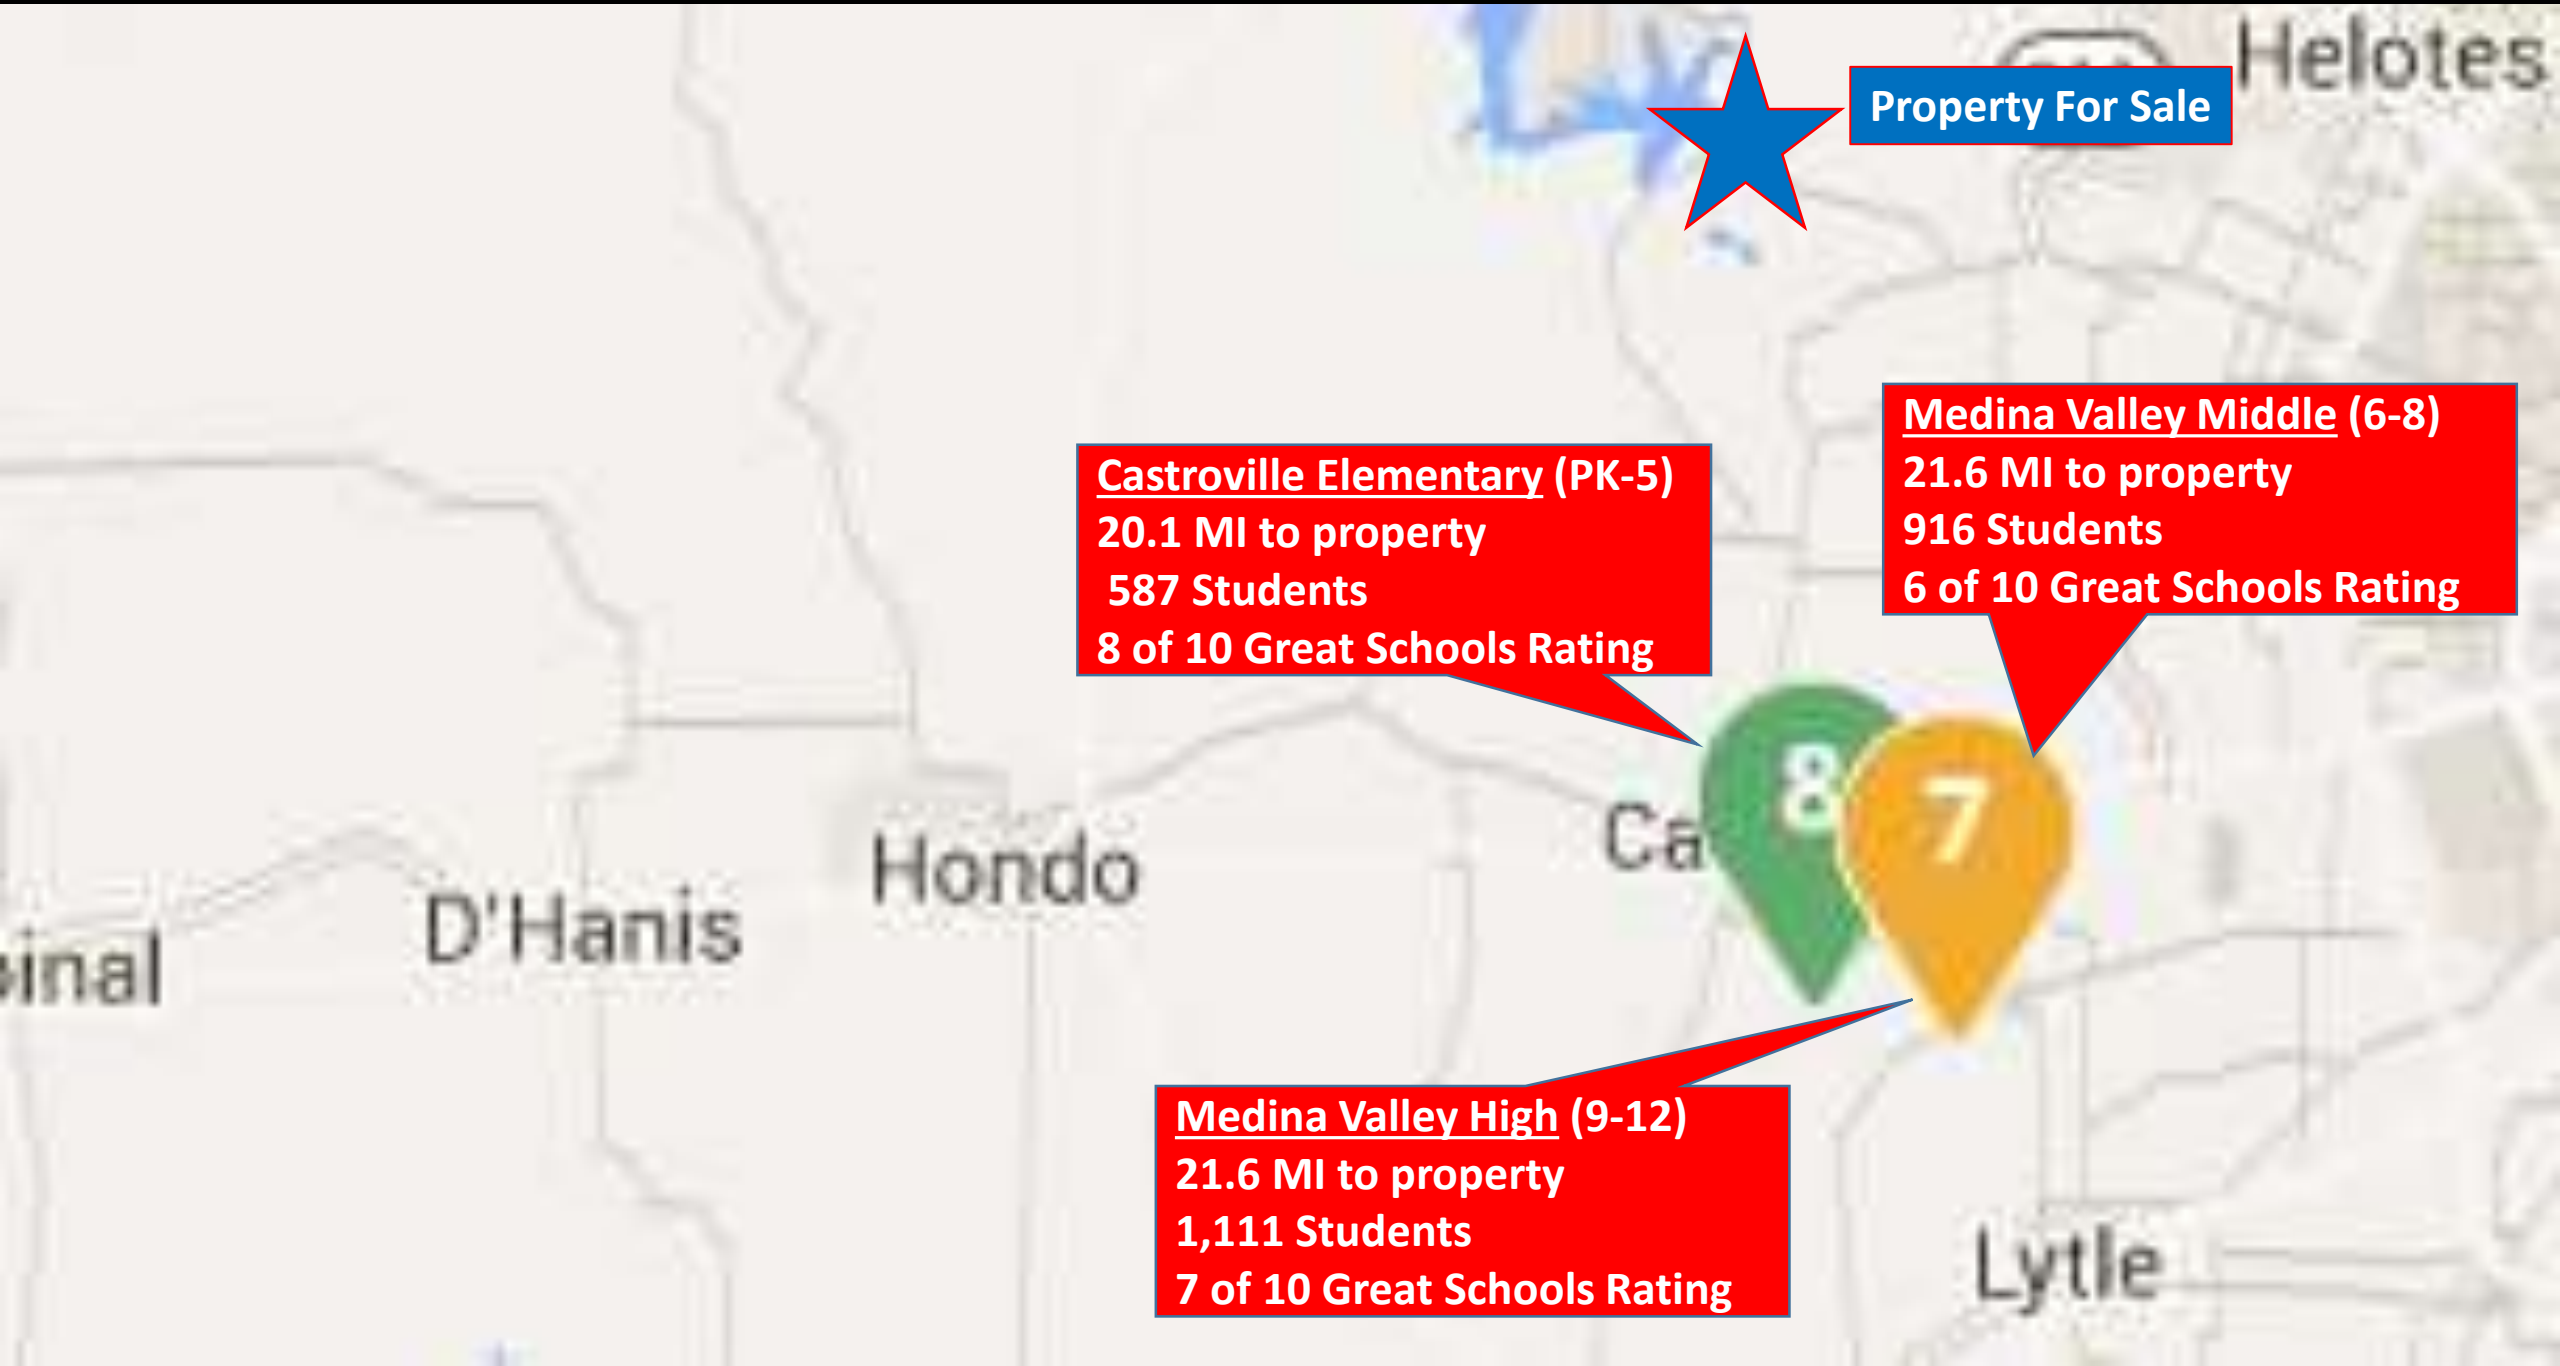 Helotes
Property For Sale
Medina Valley Middle (6-8)
21.6 MI to property
916 Students
6 of 10 Great Schools Rating
Castroville Elementary (PK-5)
20.1 MI to property
587 Students
8 of 10 Great Schools Rating
8
7
Ca
Hondo
D'Hanis
inal
Medina Valley High (9-12)
21.6 MI to property
1,111 Students
7 of 10 Great Schools Rating
Lytle